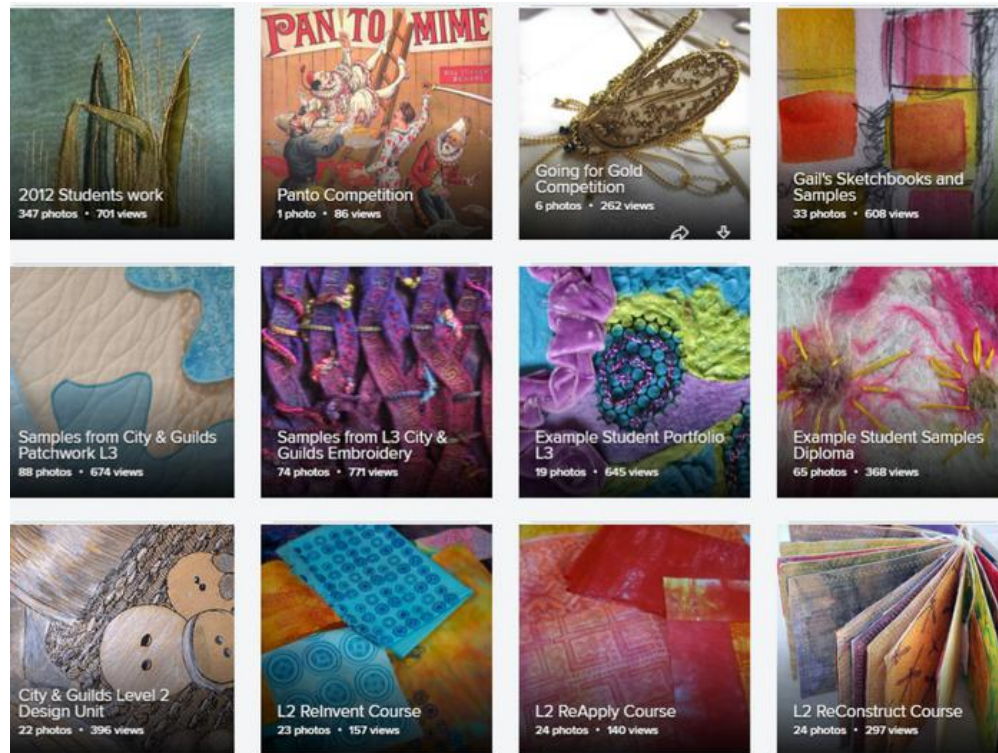 PANTO MIME
2012 Students work
347 photos • 701 views
Panto Competition
1 photo • 86 views
Going for Gold
Competition
6 photos • 262 views
Gail's Sketchbooks and
Samples
33 photos • 608 views
Samples from City & Guilds
Patchwork L3
88 photos • 674 views
Samples from L3 City &
Guilds Embroidery
74 photos • 771 views
Example Student Portfolio
L3
19 photos • 645 views
Example Student Samples
Diploma
65 photos • 368 views
City & Guilds Level 2
Design Unit
22 photos • 396 views
L2 ReInvent Course
23 photos • 157 views
L2 ReApply Course
24 photos • 140 views
L2 ReConstruct Course
24 photos • 297 views